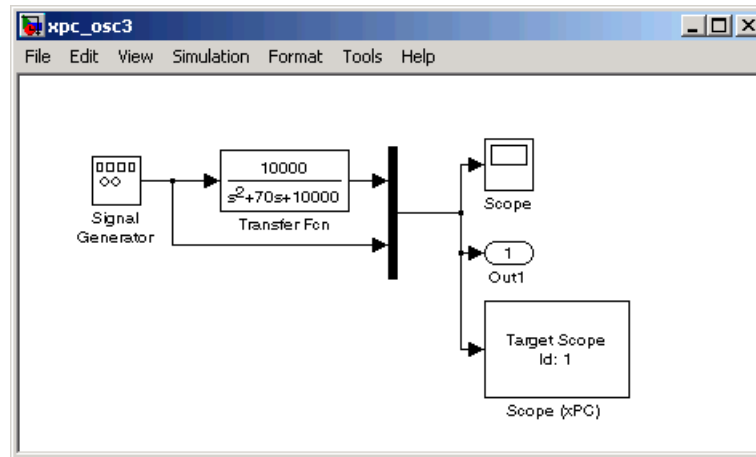 xpc_osc3
File Edit View Simulation Format Tools Help
10000
s²+70s+10000
Signal
Generator
Transfer Fcn
Scope
1
Out1
Target Scope
Id: 1
Scope (xPC)